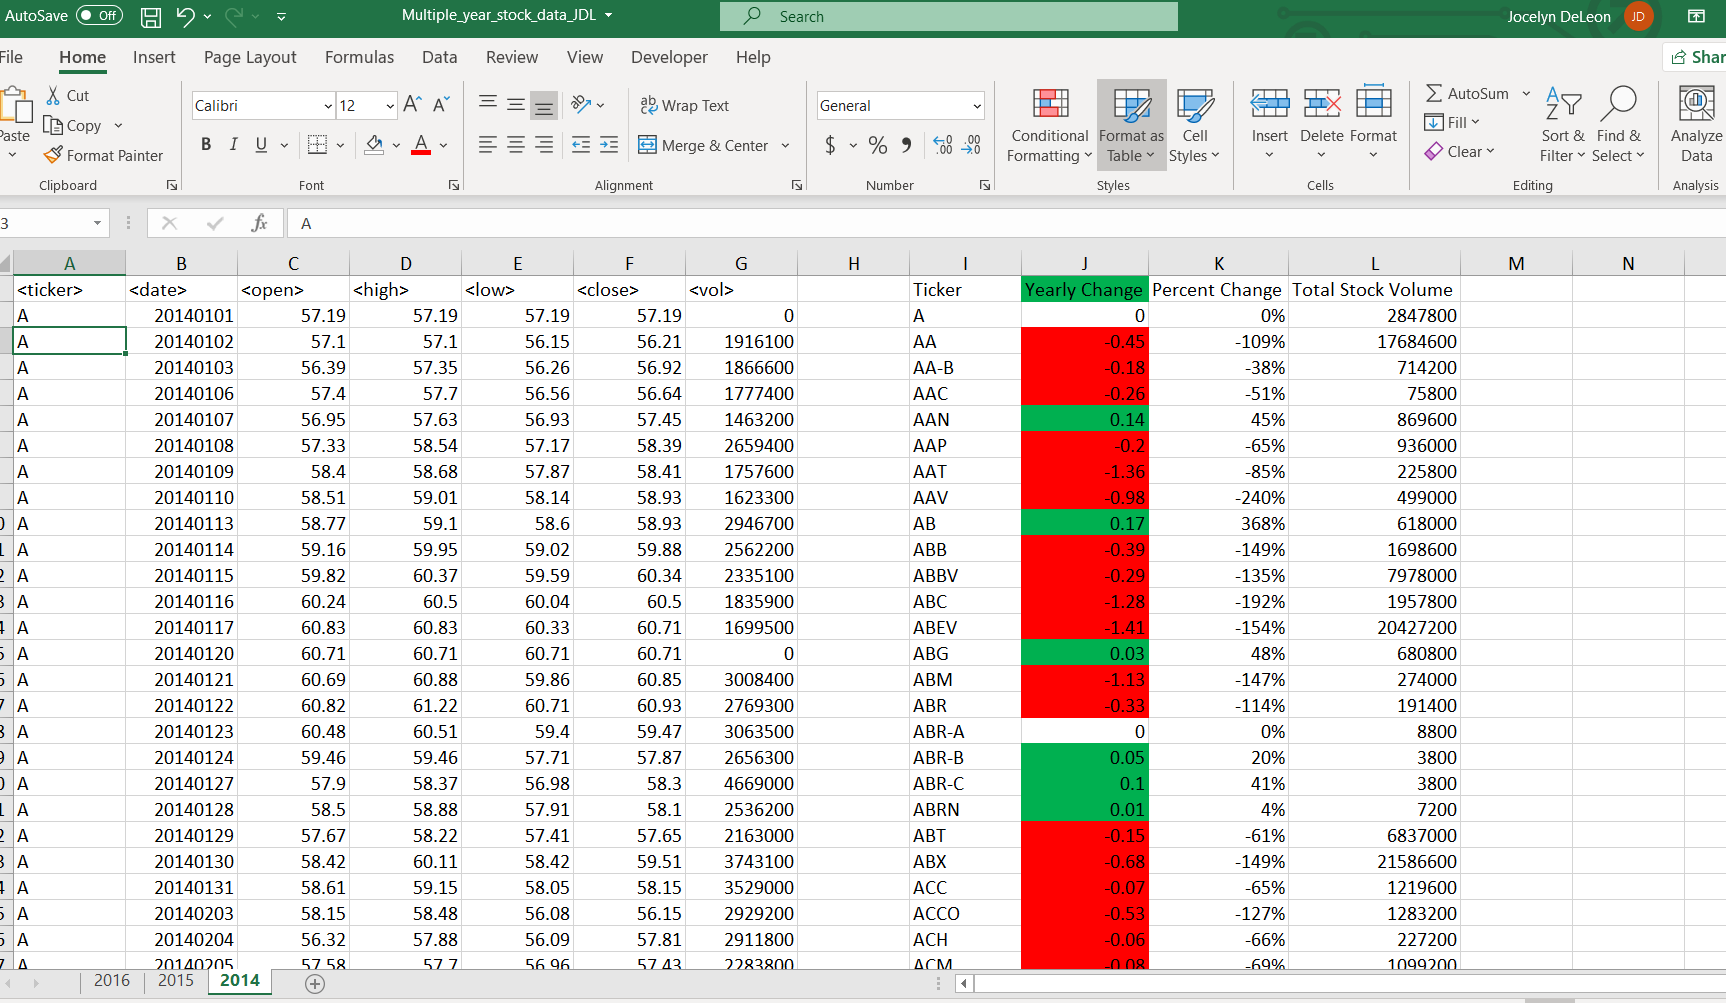 AutoSave Off Multiple_year_stock_data_JDL Search Jocelyn DeLeon JD
File Home Insert Page Layout Formulas Data Review View Developer Help Shar
Paste Cut Copy Format Painter Clipboard
Calibri 12 B I U A Font
Wrap Text Merge & Center Alignment
General $ % Number
Conditional Formatting Format as Table Cell Styles Styles
Insert Delete Format Cells
AutoSum Fill Clear Sort & Filter Find & Select Editing
Analyze Data Analysis
3 fx A
A B C D E F G H I J K L M N
<ticker> <date> <open> <high> <low> <close> <vol> Ticker Yearly Change Percent Change Total Stock Volume
A 20140101 57.19 57.19 57.19 57.19 0 A 0 0% 2847800
A 20140102 57.1 57.1 56.15 56.21 1916100 AA -0.45 -109% 17684600
A 20140103 56.39 57.35 56.26 56.92 1866600 AA-B -0.18 -38% 714200
A 20140106 57.4 57.7 56.56 56.64 1777400 AAC -0.26 -51% 75800
A 20140107 56.95 57.63 56.93 57.45 1463200 AAN 0.14 45% 869600
A 20140108 57.33 58.54 57.17 58.39 2659400 AAP -0.2 -65% 936000
A 20140109 58.4 58.68 57.87 58.41 1757600 AAT -1.36 -85% 225800
A 20140110 58.51 59.01 58.14 58.93 1623300 AAV -0.98 -240% 499000
0 A 20140113 58.77 59.1 58.6 58.93 2946700 AB 0.17 368% 618000
1 A 20140114 59.16 59.95 59.02 59.88 2562200 ABB -0.39 -149% 1698600
2 A 20140115 59.82 60.37 59.59 60.34 2335100 ABBV -0.29 -135% 7978000
3 A 20140116 60.24 60.5 60.04 60.5 1835900 ABC -1.28 -192% 1957800
4 A 20140117 60.83 60.83 60.33 60.71 1699500 ABEV -1.41 -154% 20427200
5 A 20140120 60.71 60.71 60.71 60.71 0 ABG 0.03 48% 680800
6 A 20140121 60.69 60.88 59.86 60.85 3008400 ABM -1.13 -147% 274000
7 A 20140122 60.82 61.22 60.71 60.93 2769300 ABR -0.33 -114% 191400
8 A 20140123 60.48 60.51 59.4 59.47 3063500 ABR-A 0 0% 8800
9 A 20140124 59.46 59.46 57.71 57.87 2656300 ABR-B 0.05 20% 3800
0 A 20140127 57.9 58.37 56.98 58.3 4669000 ABR-C 0.1 41% 3800
1 A 20140128 58.5 58.88 57.91 58.1 2536200 ABRN 0.01 4% 7200
2 A 20140129 57.67 58.22 57.41 57.65 2163000 ABT -0.15 -61% 6837000
3 A 20140130 58.42 60.11 58.42 59.51 3743100 ABX -0.68 -149% 21586600
4 A 20140131 58.61 59.15 58.05 58.15 3529000 ACC -0.07 -65% 1219600
5 A 20140203 58.15 58.48 56.08 56.15 2929200 ACCO -0.53 -127% 1283200
6 A 20140204 56.32 57.88 56.09 57.81 2911800 ACH -0.06 -66% 227200
7 A 20140205 57.58 57.7 56.96 57.43 2283800 ACM -0.08 -69% 1099200
2016 2015 2014